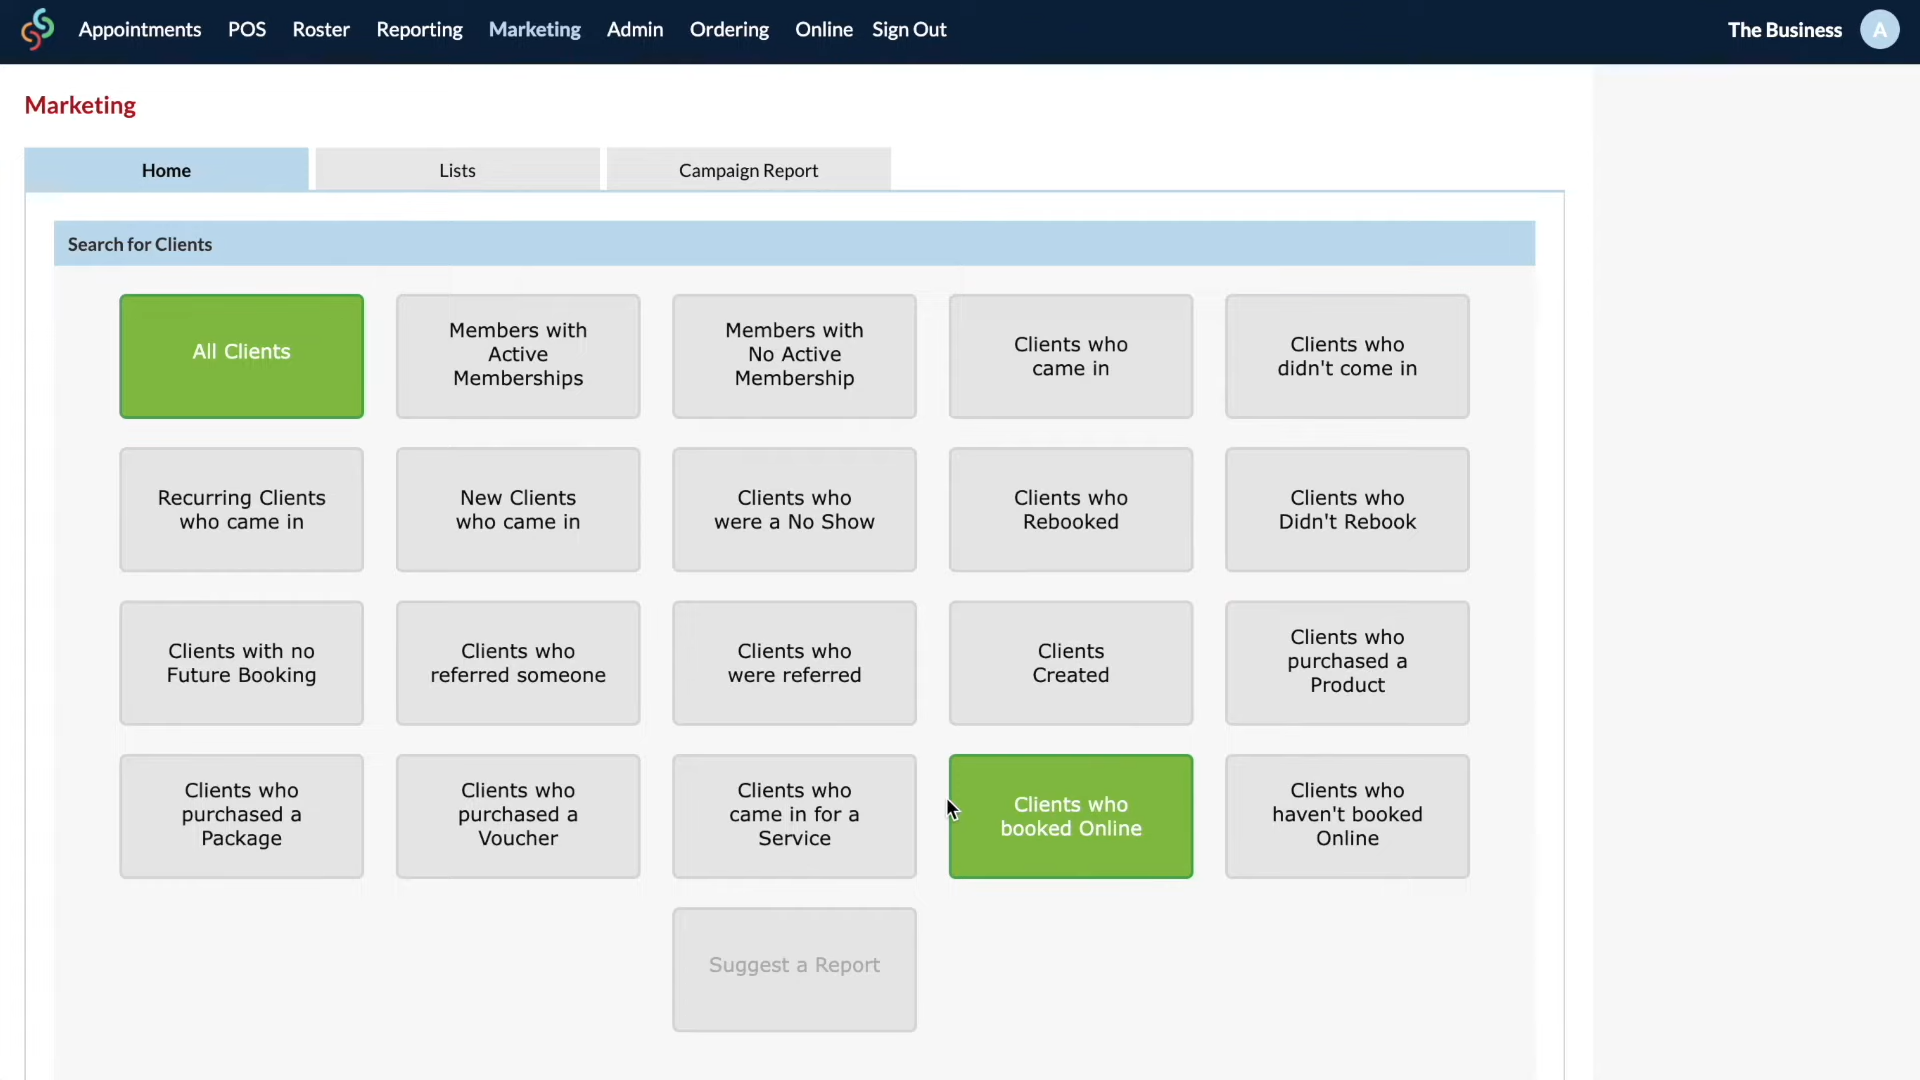 Appointments POS Roster Reporting Marketing Admin Ordering Online Sign Out The Business A
Marketing
Home Lists Campaign Report
Search for Clients
All Clients
Members with
Active
Memberships
Members with
No Active
Membership
Clients who
came in
Clients who
didn't come in
Recurring Clients
who came in
New Clients
who came in
Clients who
were a No Show
Clients who
Rebooked
Clients who
Didn't Rebook
Clients with no
Future Booking
Clients who
referred someone
Clients who
were referred
Clients
Created
Clients who
purchased a
Product
Clients who
purchased a
Package
Clients who
purchased a
Voucher
Clients who
came in for a
Service
Clients who
booked Online
Clients who
haven't booked
Online
Suggest a Report